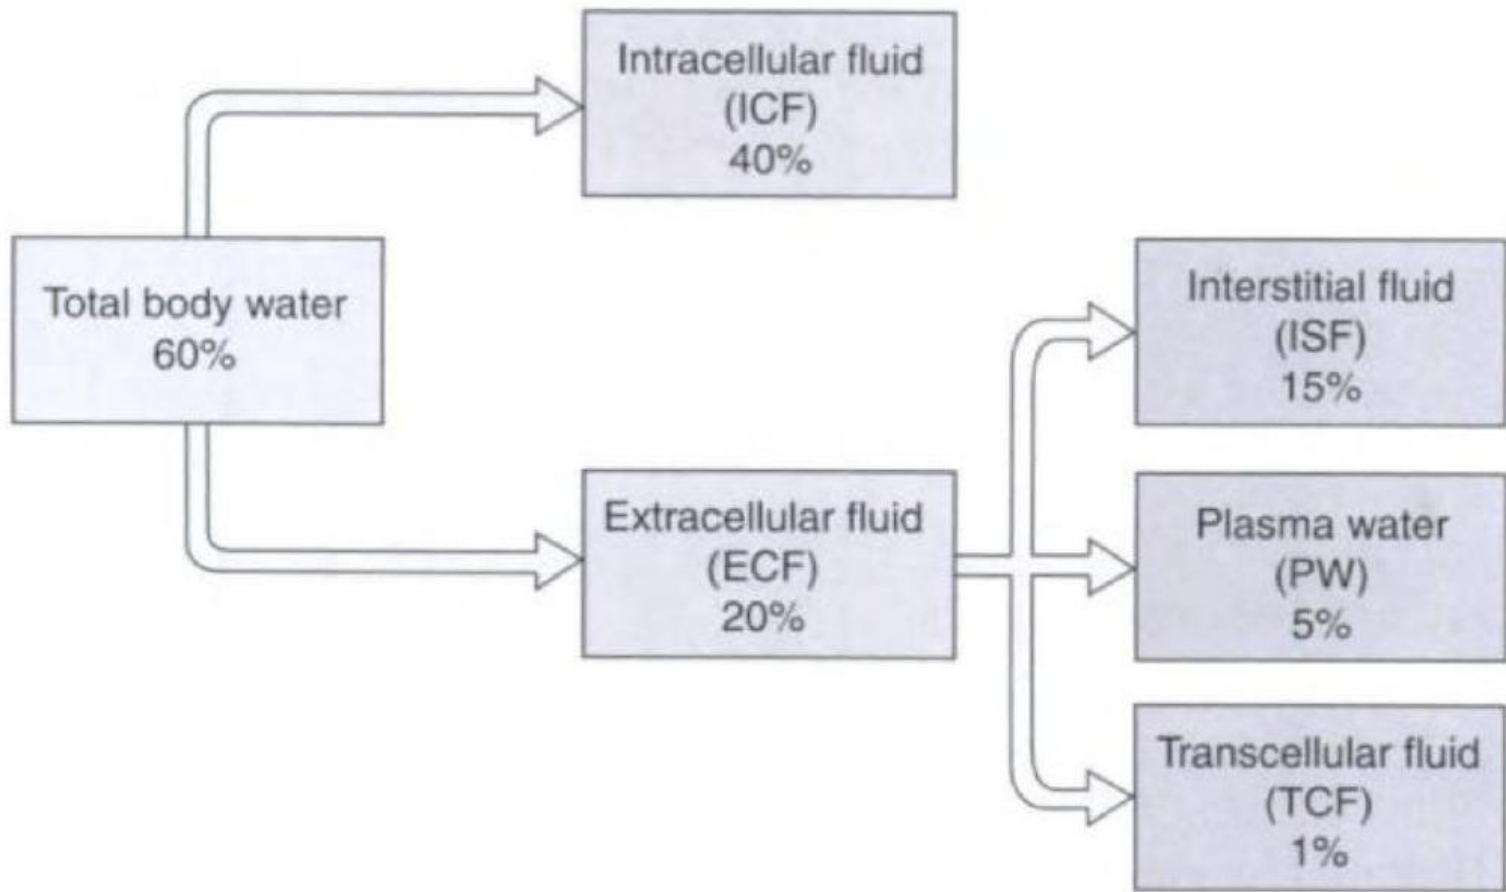 Intracellular fluid
(ICF)
40%
Total body water
60%
Extracellular fluid
(ECF)
20%
Interstitial fluid
(ISF)
15%
Plasma water
(PW)
5%
Transcellular fluid
(TCF)
1%